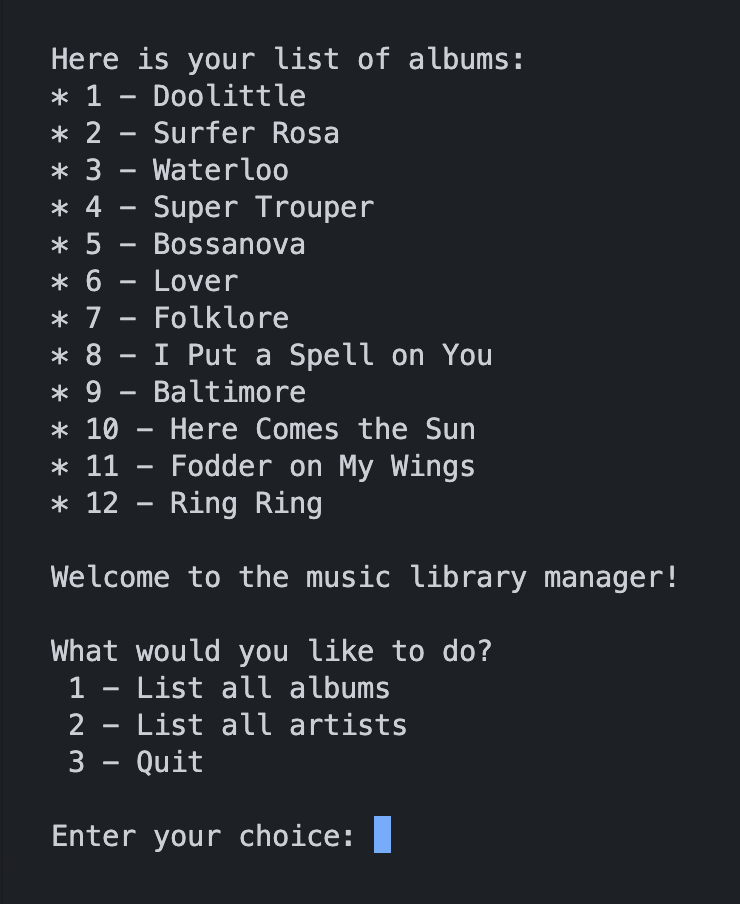 Here is your list of albums:
* 1 - Doolittle
* 2 - Surfer Rosa
* 3 - Waterloo
* 4 - Super Trouper
* 5 - Bossanova
* 6 - Lover
* 7 - Folklore
* 8 - I Put a Spell on You
* 9 - Baltimore
* 10 - Here Comes the Sun
* 11 - Fodder on My Wings
* 12 - Ring Ring
Welcome to the music library manager!
What would you like to do?
1 - List all albums
2 - List all artists
3 - Quit
Enter your choice: